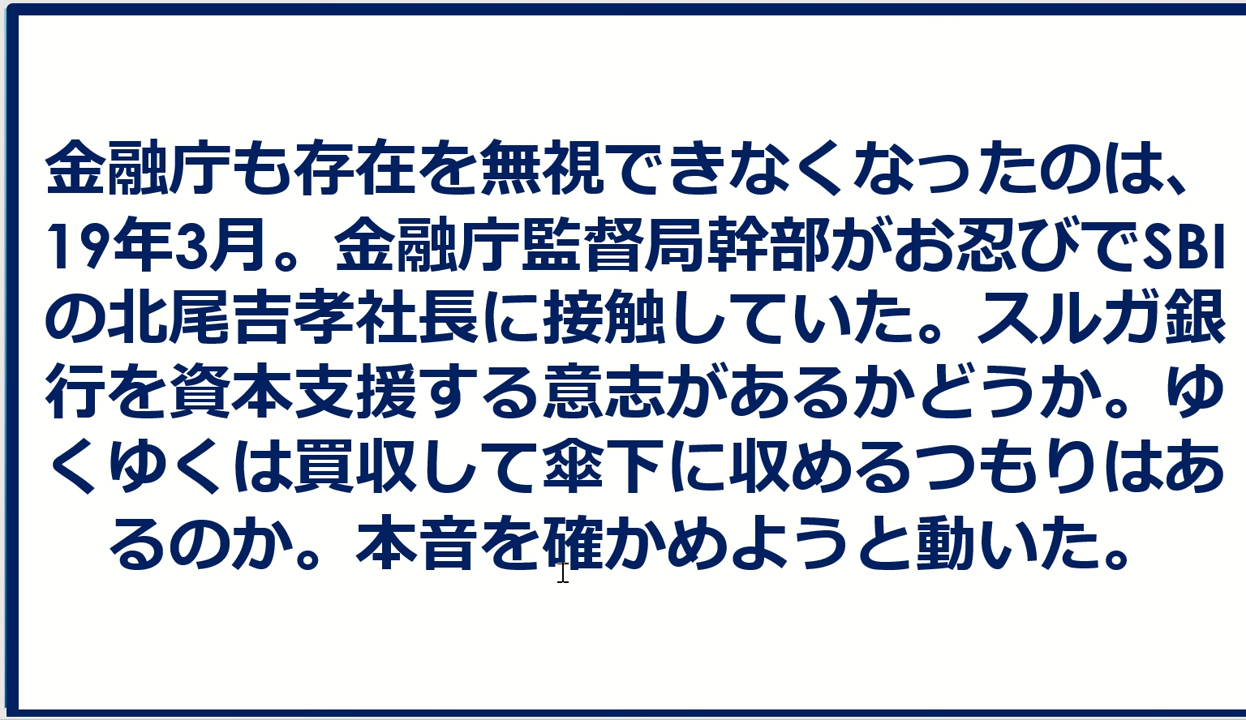 金融庁も存在を無視できなくなったのは、
19年3月。金融庁監督局幹部がお忍びでSBI
の北尾吉孝社長に接触していた。スルガ銀
行を資本支援する意志があるかどうか。ゆ
くゆくは買収して傘下に収めるつもりはあ
るのか。本音を確かめようと動いた。